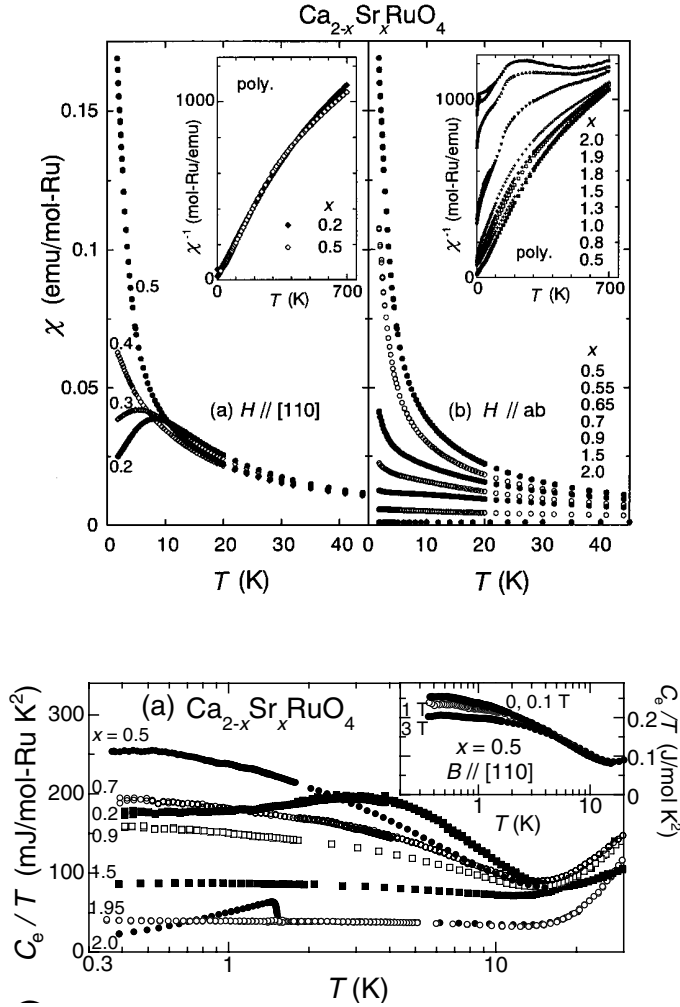 Ca2-xSrxRuO4
χ (emu/mol-Ru)
0.15
0.1
0.05
0
0.5
0.4
0.3
0.2
(a) H // [110]
0 10 20 30 40
T (K)
poly.
1000
χ-1 (mol-Ru/emu)
x
0.2
0.5
0
0 700
T (K)
1000
χ-1 (mol-Ru/emu)
x
2.0
1.9
1.8
1.5
1.3
1.0
0.8
0.5
poly.
0
0 700
T (K)
x
0.5
0.55
0.65
0.7
0.9
1.5
2.0
(b) H // ab
0 10 20 30 40
T (K)
Ce / T (mJ/mol-Ru K2)
300
200
100
0
(a) Ca2-xSrxRuO4
x = 0.5
0.7
0.2
0.9
1.5
1.95
2.0
0.3 1 10
T (K)
0, 0.1 T
1 T
3 T
x = 0.5
B // [110]
1 10
T (K)
0.2
0.1
0
Ce / T (J/mol K2)